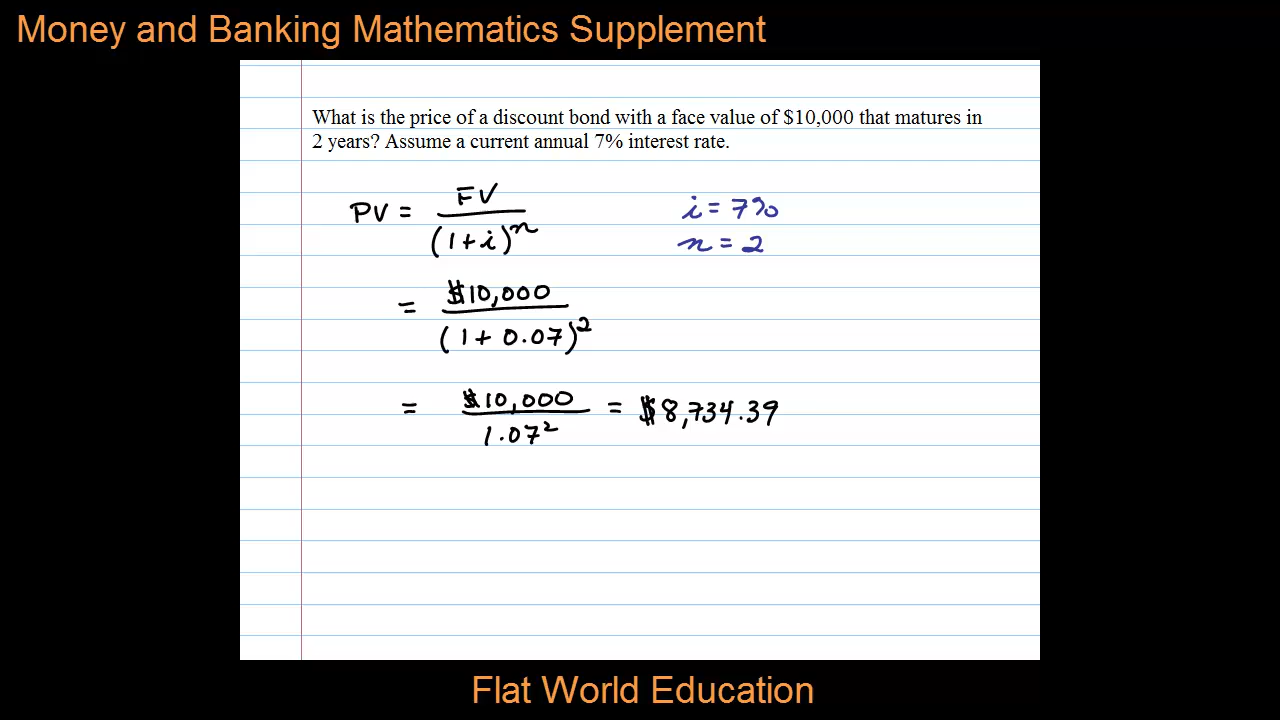 Money and Banking Mathematics Supplement
What is the price of a discount bond with a face value of $10,000 that matures in
2 years? Assume a current annual 7% interest rate.
PV = FV / (1+i)^n
i = 7%
n = 2
= $10,000 / (1 + 0.07)^2
= $10,000 / 1.07^2 = $8,734.39
Flat World Education